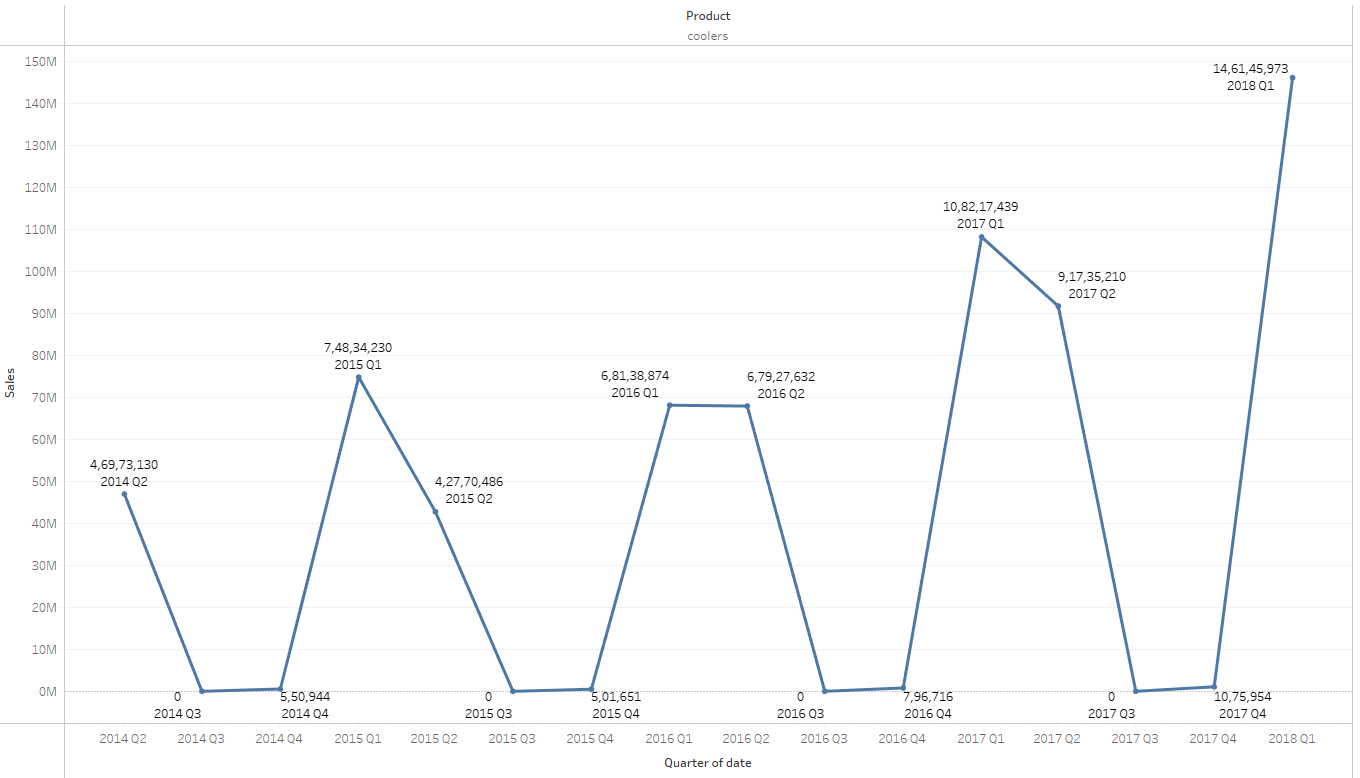 Product
coolers
150M
140M
130M
120M
110M
100M
90M
80M
70M
60M
50M
40M
30M
20M
10M
0M
Sales
4,69,73,130
2014 Q2
0
2014 Q3
5,50,944
2014 Q4
7,48,34,230
2015 Q1
4,27,70,486
2015 Q2
0
2015 Q3
5,01,651
2015 Q4
6,81,38,874
2016 Q1
6,79,27,632
2016 Q2
0
2016 Q3
7,96,716
2016 Q4
10,82,17,439
2017 Q1
9,17,35,210
2017 Q2
0
2017 Q3
10,75,954
2017 Q4
14,61,45,973
2018 Q1
2014 Q2 2014 Q3 2014 Q4 2015 Q1 2015 Q2 2015 Q3 2015 Q4 2016 Q1 2016 Q2 2016 Q3 2016 Q4 2017 Q1 2017 Q2 2017 Q3 2017 Q4 2018 Q1
Quarter of date